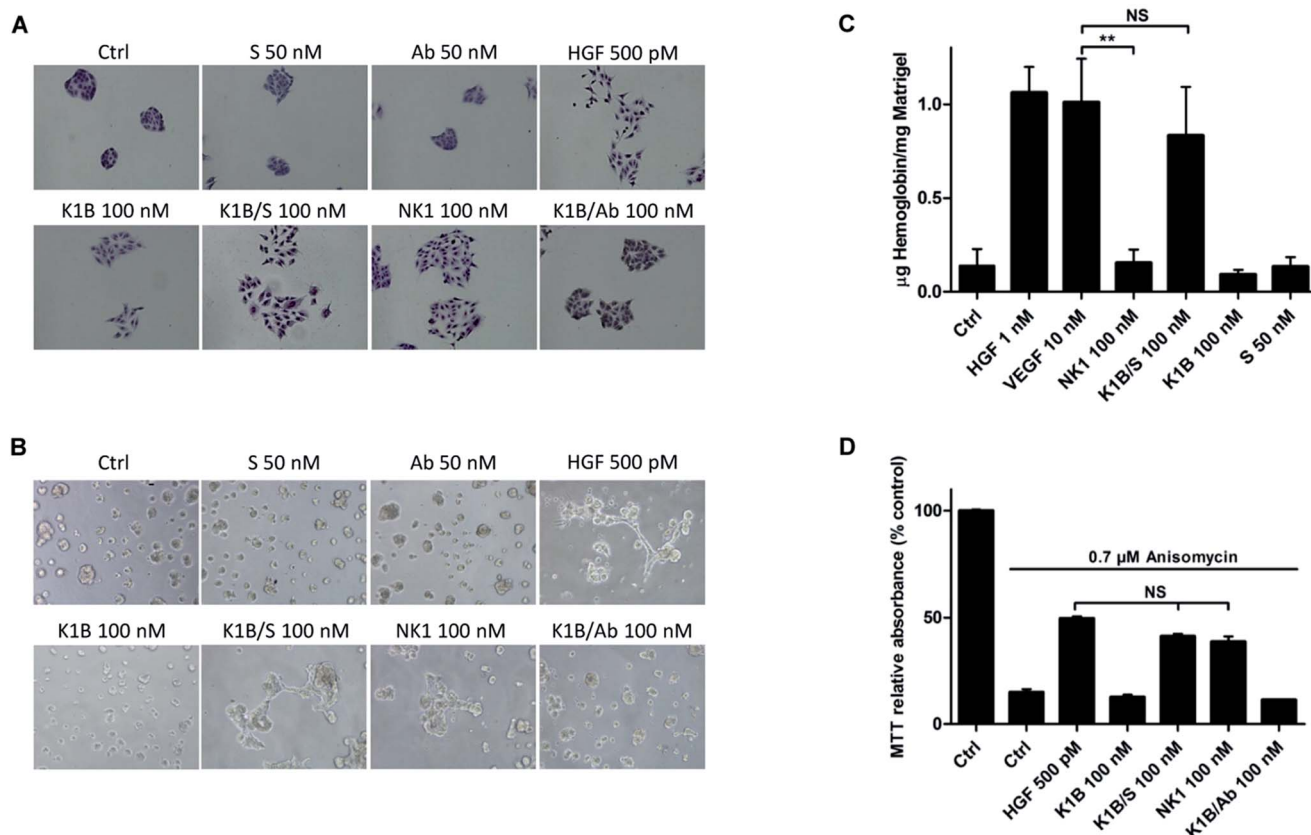 A
Ctrl
S 50 nM
Ab 50 nM
HGF 500 pM
K1B 100 nM
K1B/S 100 nM
NK1 100 nM
K1B/Ab 100 nM
B
Ctrl
S 50 nM
Ab 50 nM
HGF 500 pM
K1B 100 nM
K1B/S 100 nM
NK1 100 nM
K1B/Ab 100 nM
C
NS
**
µg Hemoglobin/mg Matrigel
1.0
0.5
0.0
Ctrl
HGF 1 nM
VEGF 10 nM
NK1 100 nM
K1B/S 100 nM
K1B 100 nM
S 50 nM
D
MTT relative absorbance (% control)
100
50
0
0.7 µM Anisomycin
NS
Ctrl
Ctrl
HGF 500 pM
K1B 100 nM
K1B/S 100 nM
NK1 100 nM
K1B/Ab 100 nM